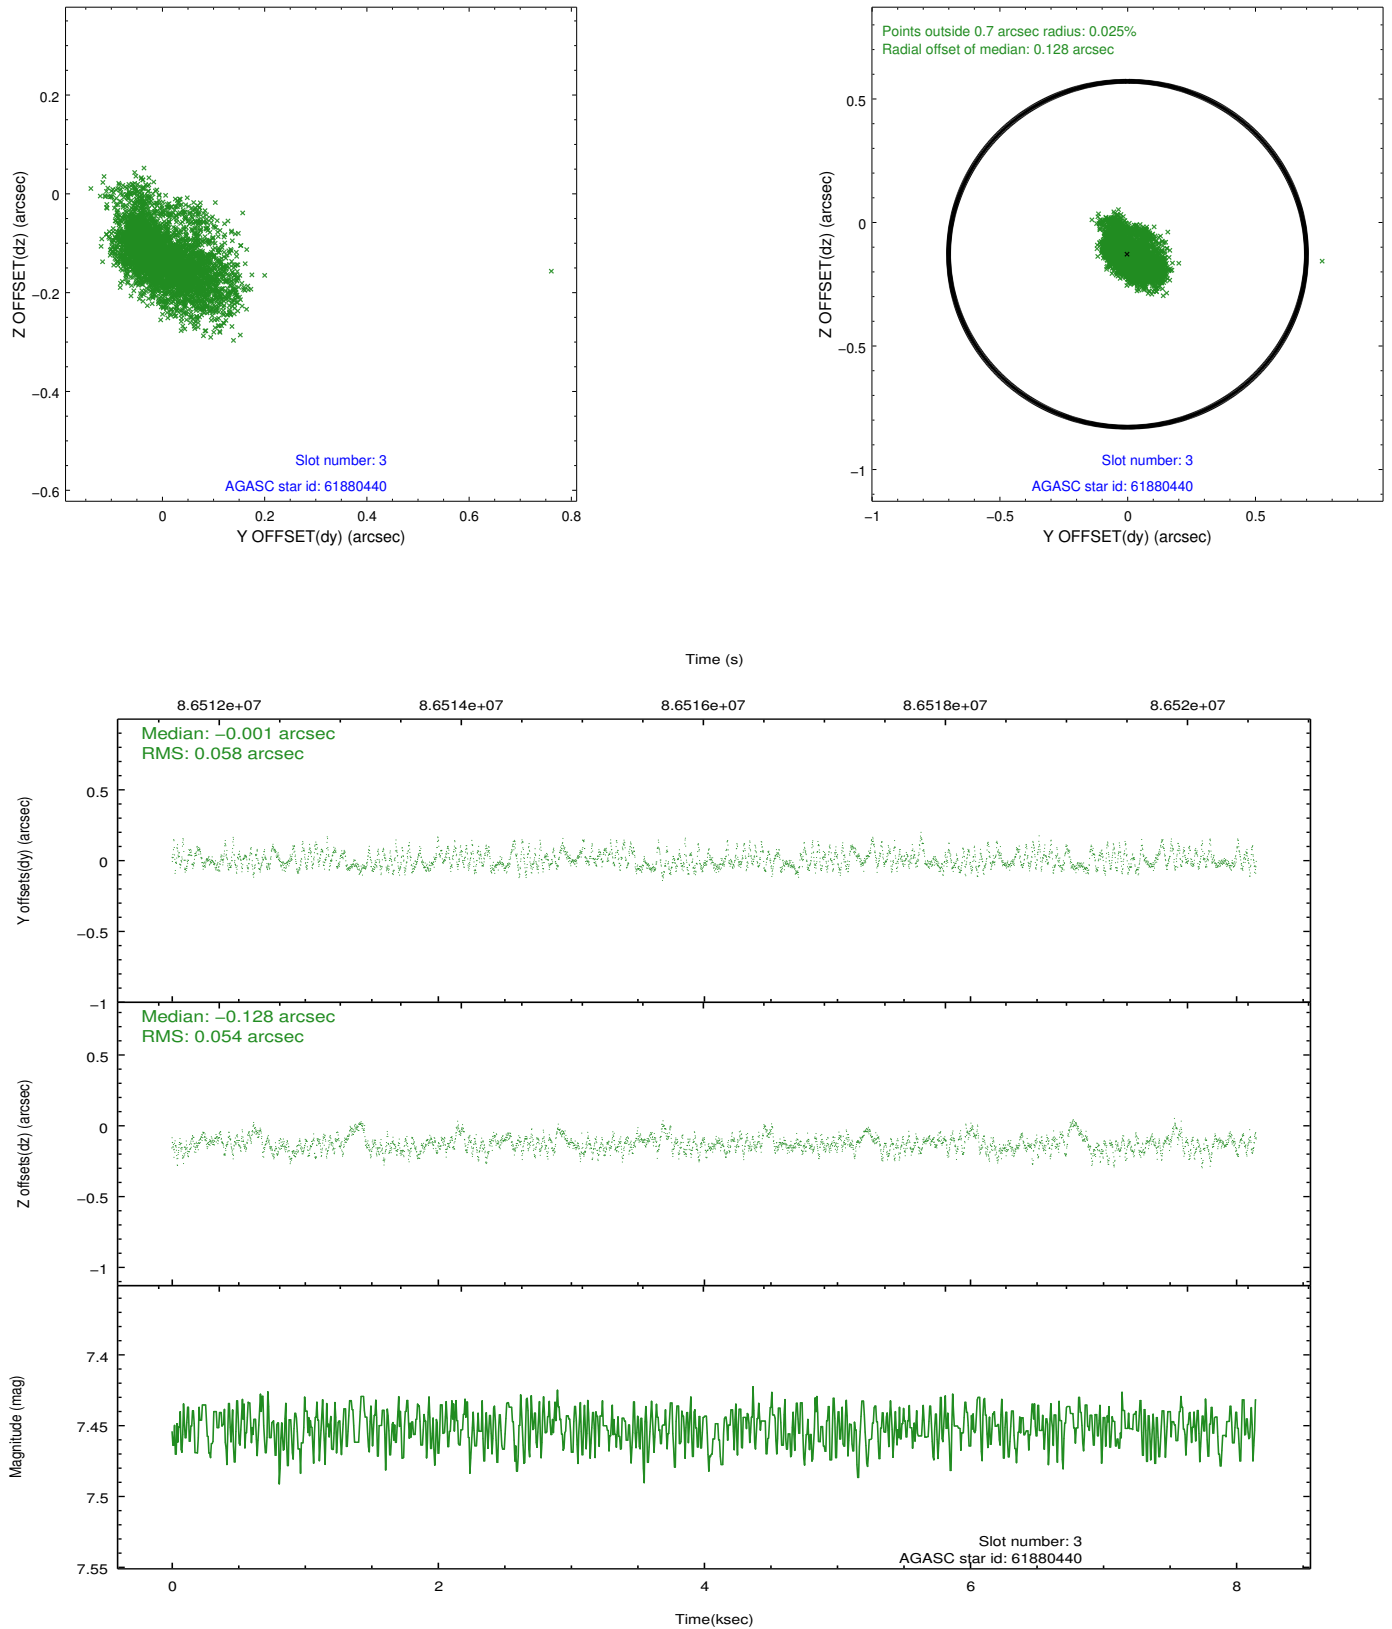 0.2
0
−0.2
−0.4
−0.6
Z OFFSET(dz) (arcsec)
Slot number: 3
AGASC star id: 61880440
0
0.2
0.4
0.6
0.8
Y OFFSET(dy) (arcsec)
Points outside 0.7 arcsec radius: 0.025%
Radial offset of median: 0.128 arcsec
0.5
0
−0.5
−1
Z OFFSET(dz) (arcsec)
Slot number: 3
AGASC star id: 61880440
−1
−0.5
0
0.5
Y OFFSET(dy) (arcsec)
Time (s)
8.6512e+07
8.6514e+07
8.6516e+07
8.6518e+07
8.652e+07
Median: −0.001 arcsec
RMS: 0.058 arcsec
0.5
0
−0.5
−1
Y offsets(dy) (arcsec)
Median: −0.128 arcsec
RMS: 0.054 arcsec
0.5
0
−0.5
−1
Z offsets(dz) (arcsec)
7.4
7.45
7.5
7.55
Magnitude (mag)
Slot number: 3
AGASC star id: 61880440
0
2
4
6
8
Time(ksec)